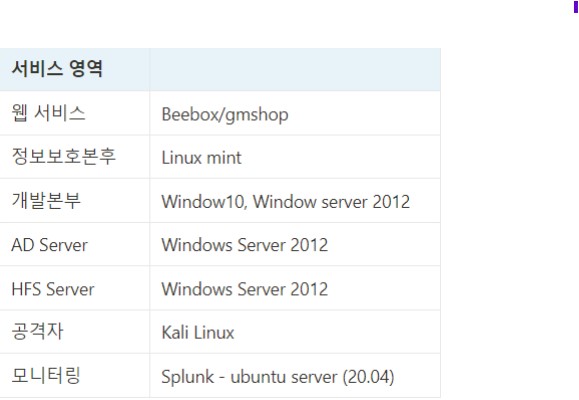 서비스 영역
웹 서비스 Beebox/gmshop
정보보호본후 Linux mint
개발본부 Window10, Window server 2012
AD Server Windows Server 2012
HFS Server Windows Server 2012
공격자 Kali Linux
모니터링 Splunk - ubuntu server (20.04)